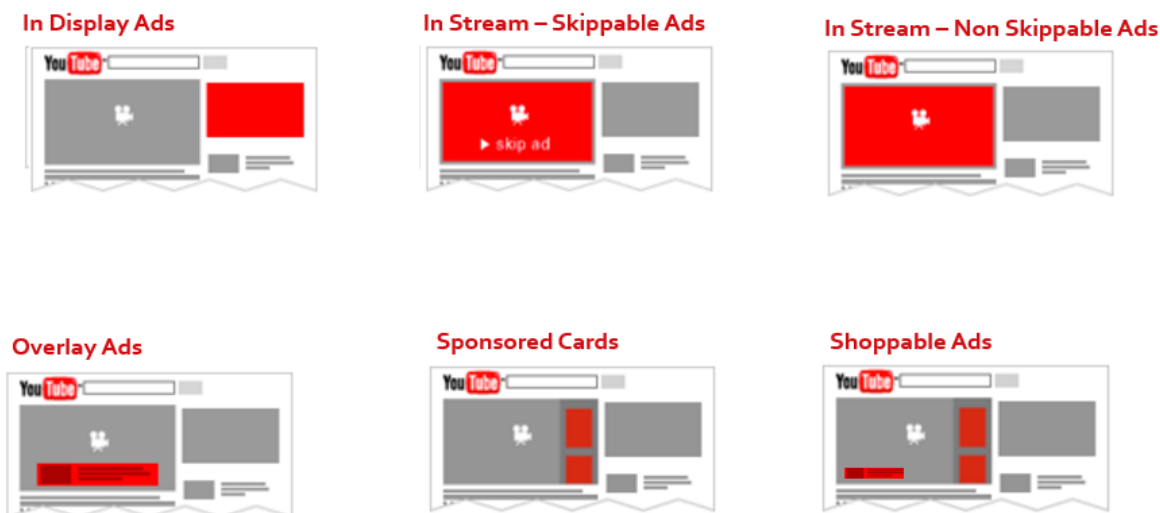 In Display Ads
In Stream – Skippable Ads
In Stream – Non Skippable Ads
YouTube
YouTube
skip ad
YouTube
Overlay Ads
Sponsored Cards
Shoppable Ads
YouTube
YouTube
YouTube